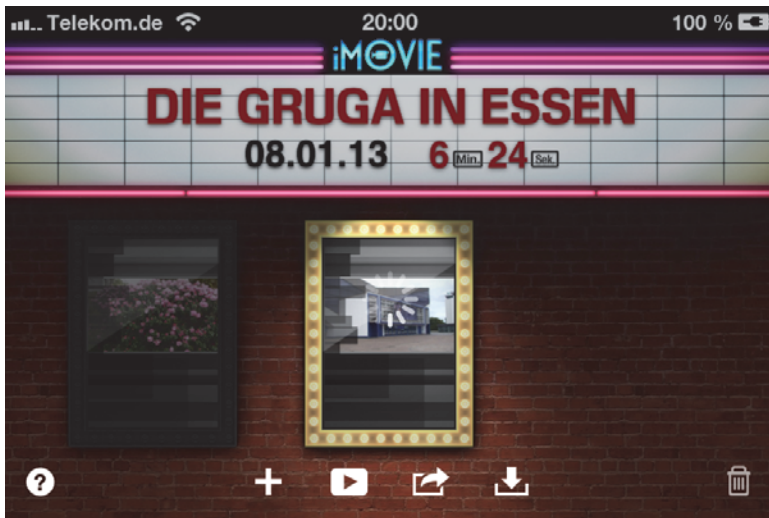 Telekom.de 20:00 100 %
iMOVIE
DIE GRUGA IN ESSEN
08.01.13 6 Min. 24 Sek.
?